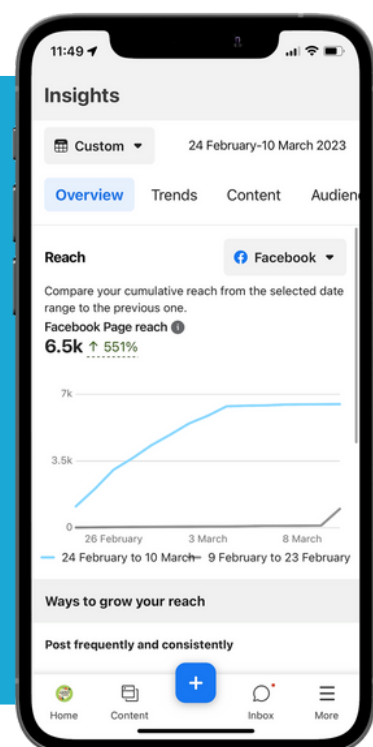 11:49
Insights
Custom
24 February-10 March 2023
Overview Trends Content Audien
Reach
Facebook
Compare your cumulative reach from the selected date
range to the previous one.
Facebook Page reach
6.5k ↑ 551%
7k
3.5k
0
26 February 3 March 8 March
24 February to 10 March 9 February to 23 February
Ways to grow your reach
Post frequently and consistently
+
Home Content Inbox More